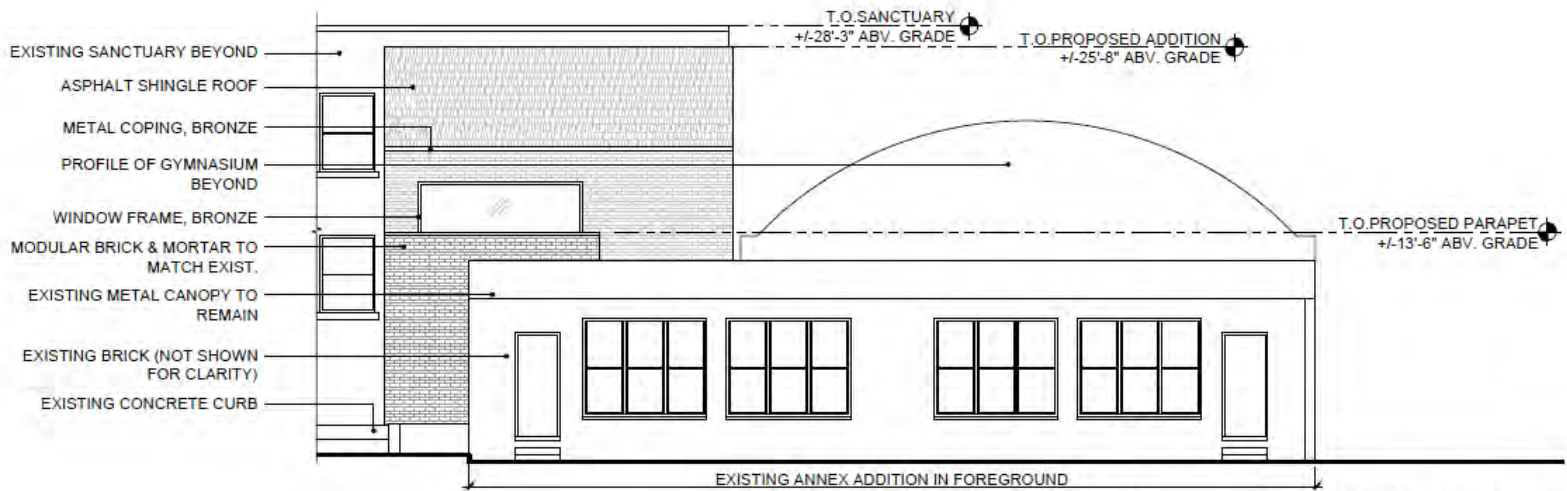 T.O.SANCTUARY
+/-28'-3" ABV. GRADE
T.O.PROPOSED ADDITION
+/-25'-8" ABV. GRADE
EXISTING SANCTUARY BEYOND
ASPHALT SHINGLE ROOF
METAL COPING, BRONZE
PROFILE OF GYMNASIUM
BEYOND
WINDOW FRAME, BRONZE
T.O.PROPOSED PARAPET
+/-13'-6" ABV. GRADE
MODULAR BRICK & MORTAR TO
MATCH EXIST.
EXISTING METAL CANOPY TO
REMAIN
EXISTING BRICK (NOT SHOWN
FOR CLARITY)
EXISTING CONCRETE CURB
EXISTING ANNEX ADDITION IN FOREGROUND